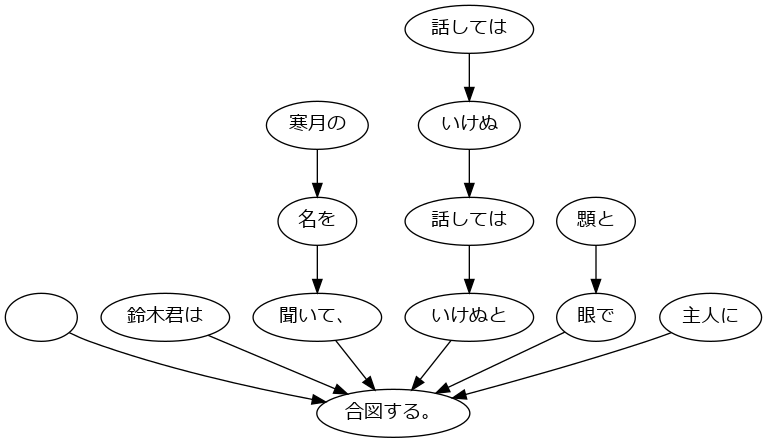 話しては
寒月の
いけぬ
名を
話しては
顋と
鈴木君は
聞いて、
いけぬと
眼で
主人に
合図する。